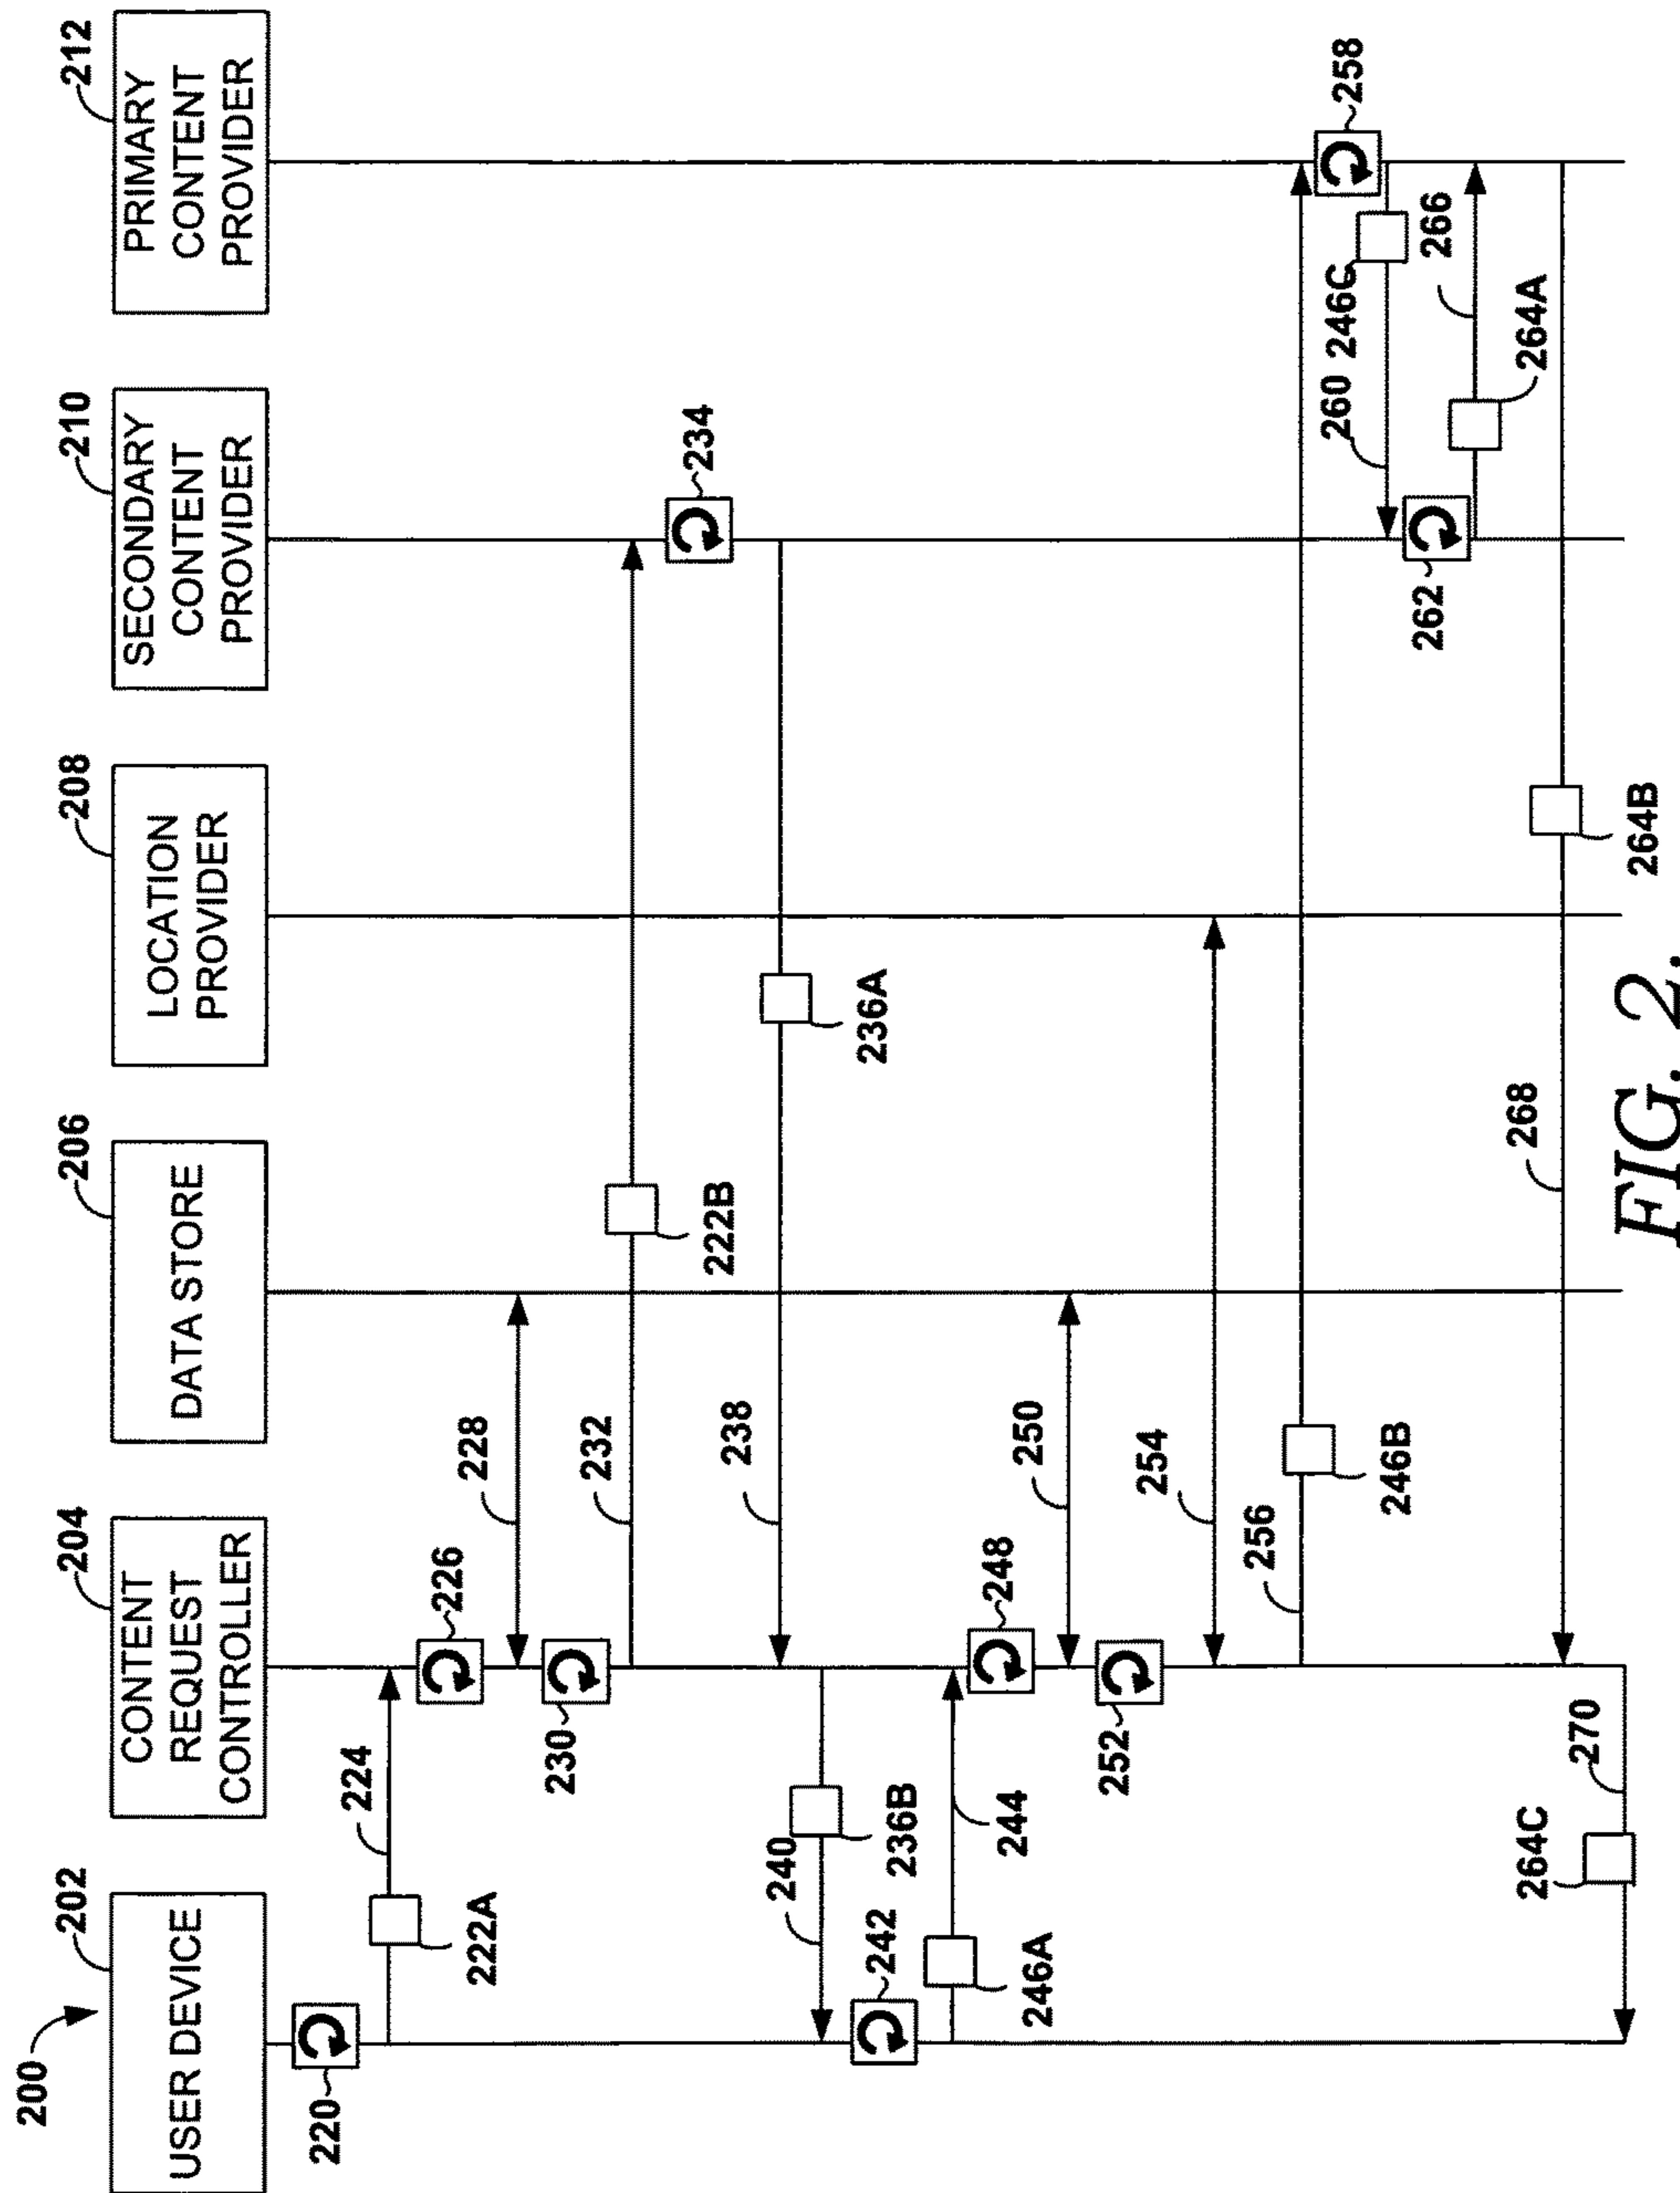 200
202
USER DEVICE
204
CONTENT
REQUEST
CONTROLLER
206
DATA STORE
208
LOCATION
PROVIDER
210
SECONDARY
CONTENT
PROVIDER
212
PRIMARY
CONTENT
PROVIDER
220
224
222A
226
228
230
232
222B
234
238
236A
240
236B
242
244
246A
248
250
252
254
256
246B
258
260
246C
262
266
264A
268
264B
270
264C
FIG. 2.